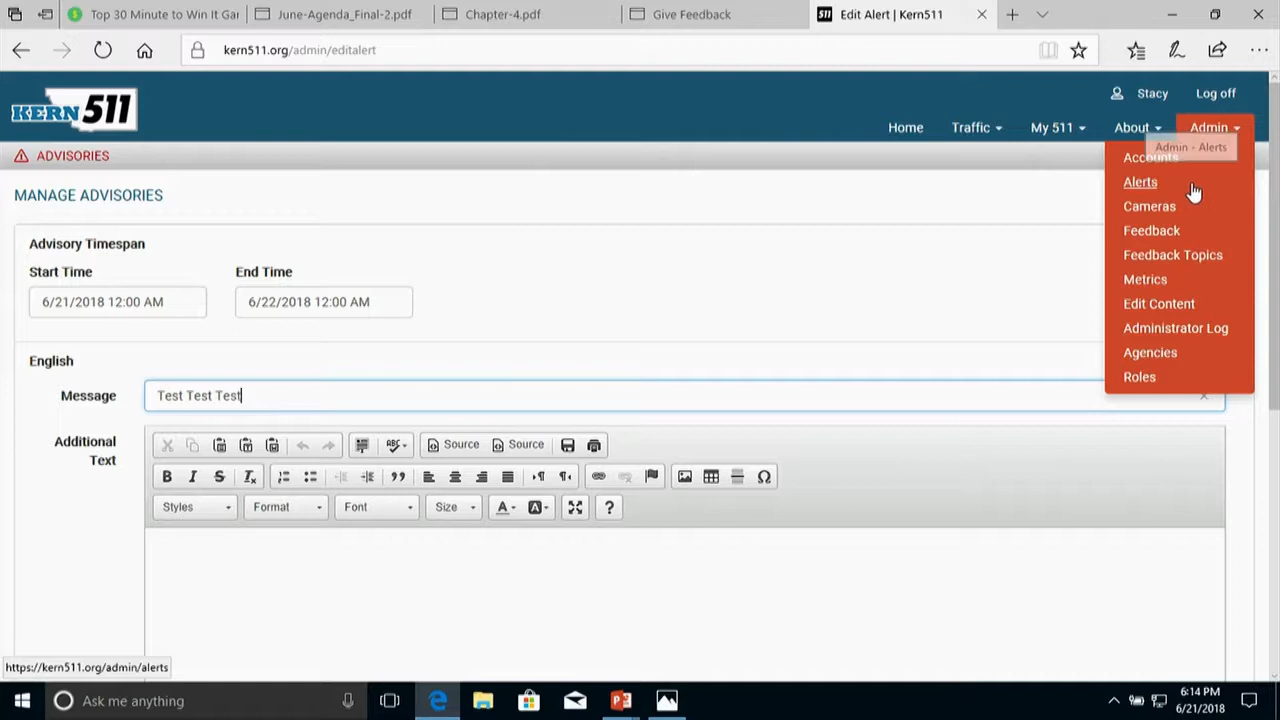 Top 30 Minute to Win It Gar
June-Agenda_Final-2.pdf
Chapter-4.pdf
Give Feedback
511 Edit Alert | Kern511
kern511.org/admin/editalert
KERN 511
Stacy
Log off
Home
Traffic
My 511
About
Admin
ADVISORIES
Admin - Alerts
Accounts
Alerts
Cameras
Feedback
Feedback Topics
Metrics
Edit Content
Administrator Log
Agencies
Roles
MANAGE ADVISORIES
Advisory Timespan
Start Time
End Time
6/21/2018 12:00 AM
6/22/2018 12:00 AM
English
Message
Test Test Test
Additional
Text
Source
Source
Styles
Format
Font
Size
https://kern511.org/admin/alerts
Ask me anything
6:14 PM
6/21/2018